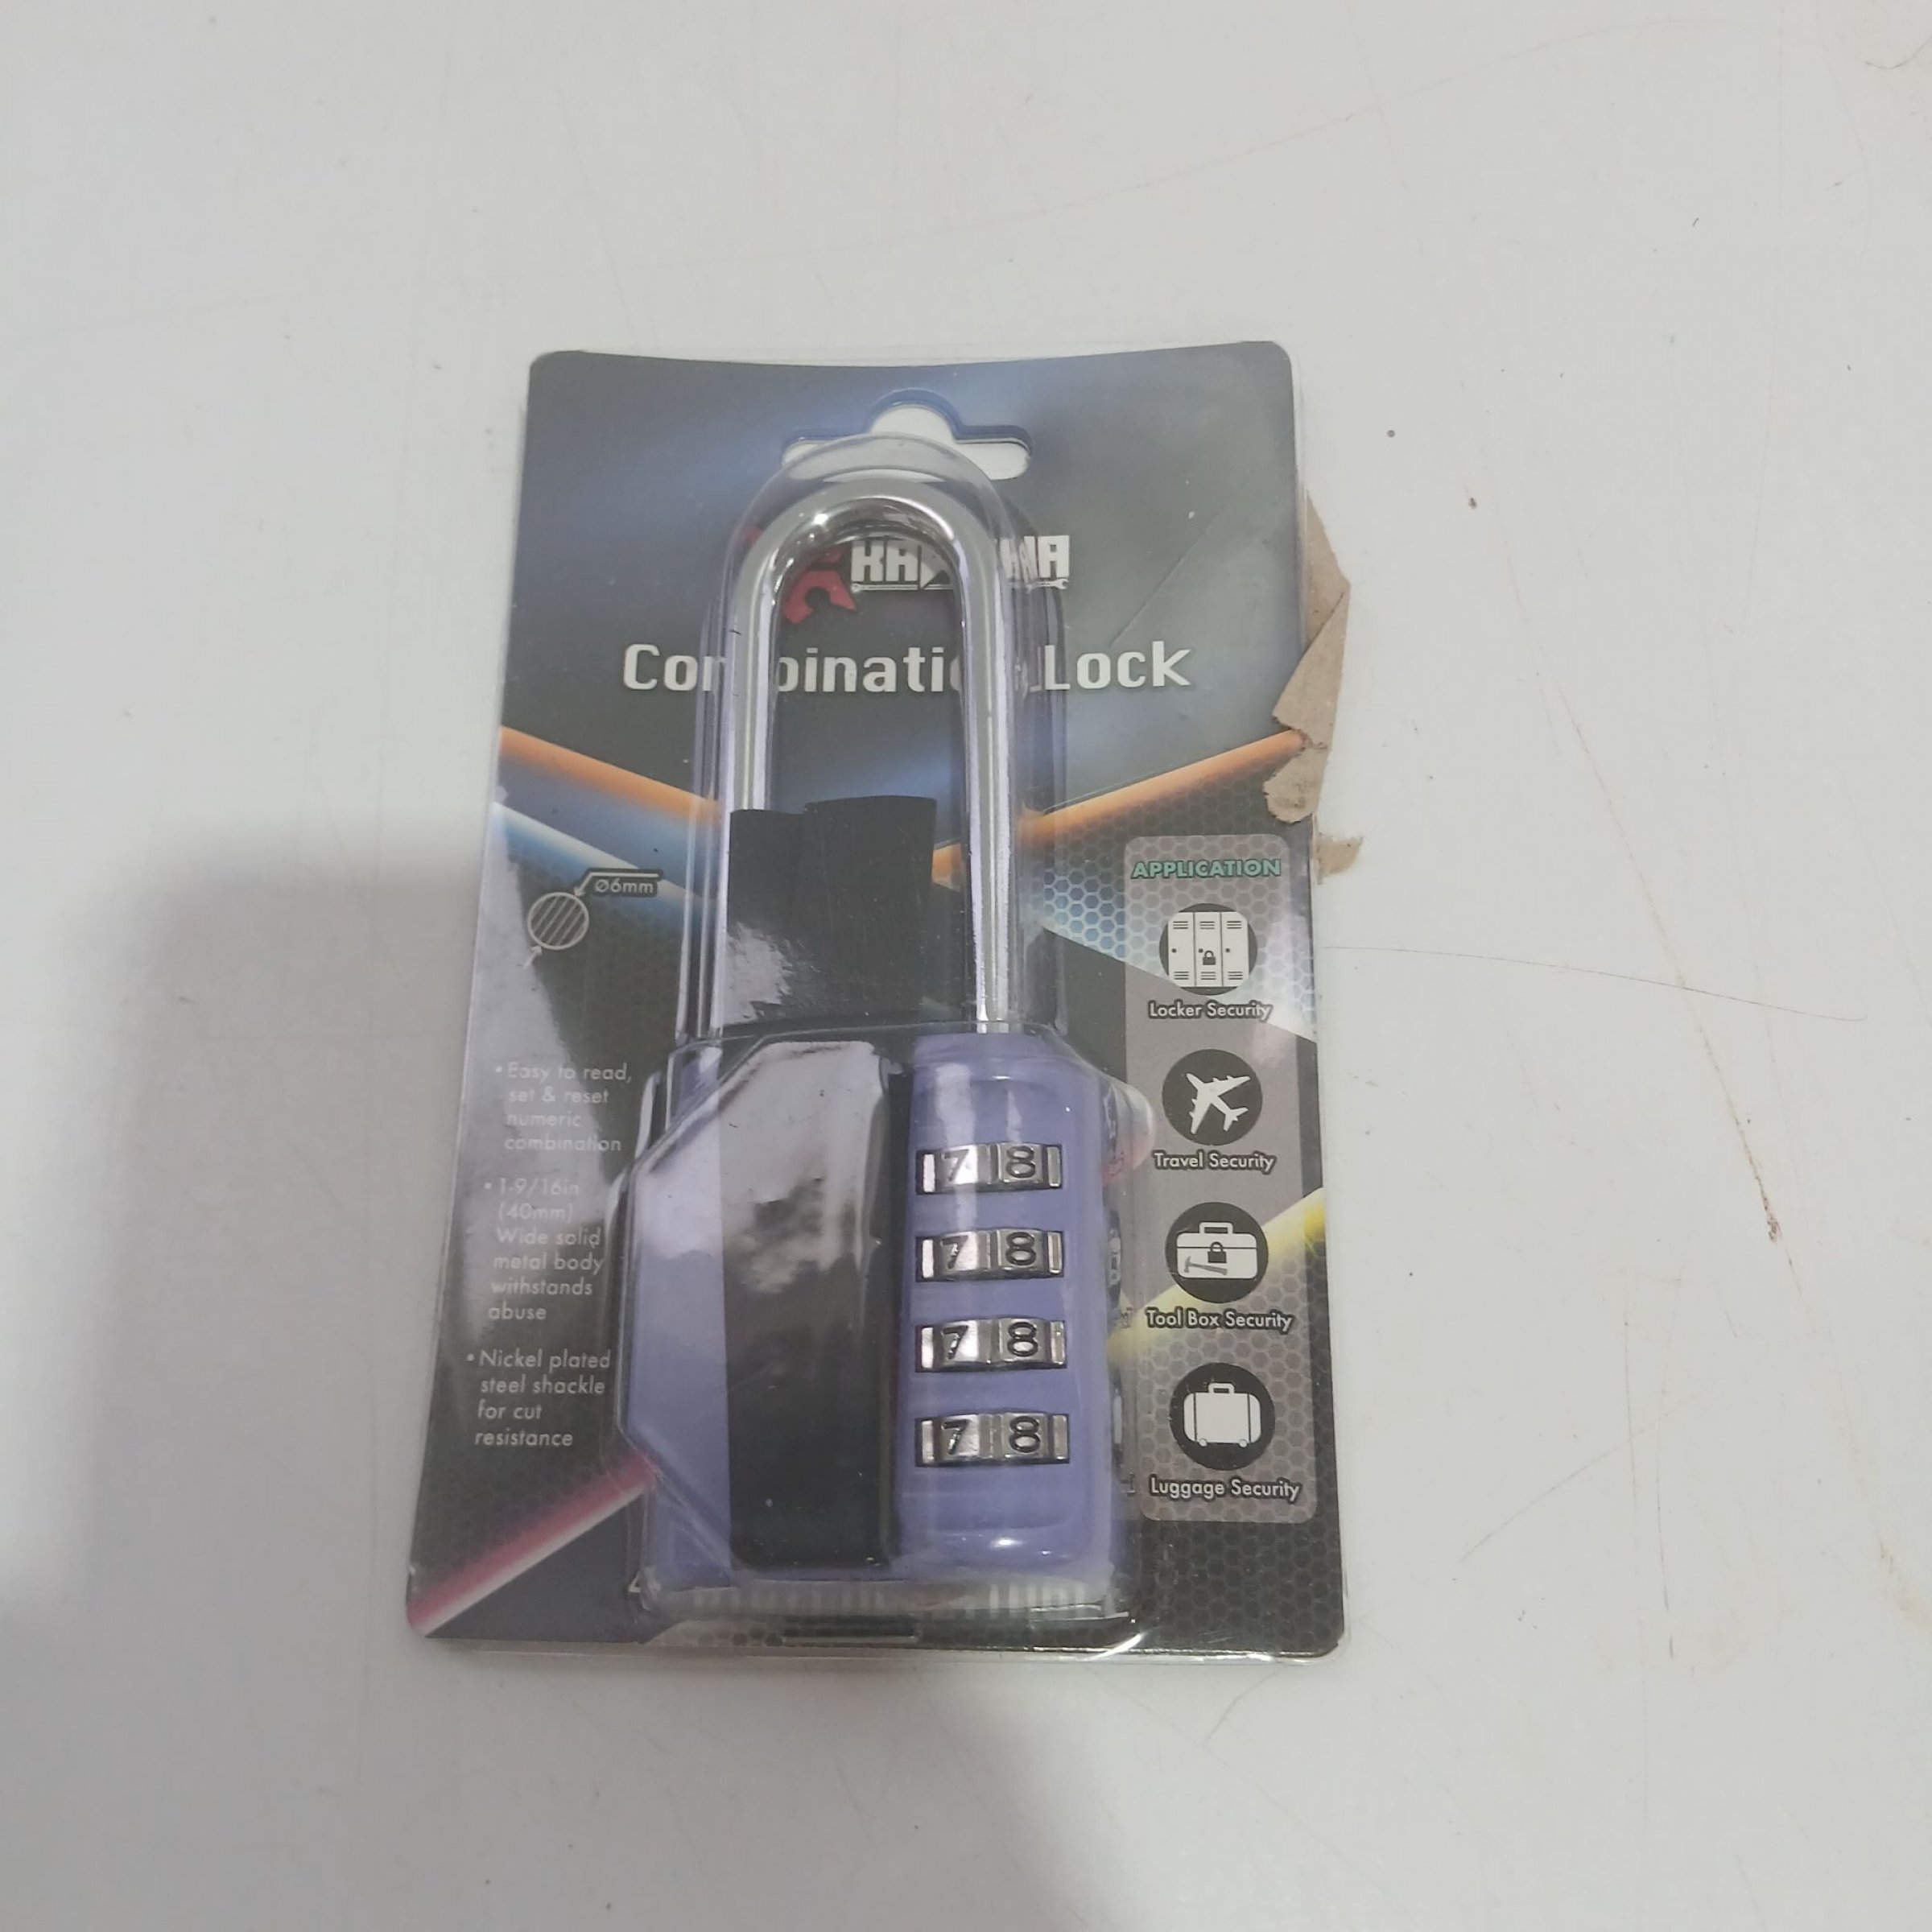 Combination Lock
Ø6mm
APPLICATION
Locker Security
Travel Security
Tool Box Security
Luggage Security
• Easy to read,
set & reset
numeric
combination
• 1-9/16in
(40mm)
Wide solid
metal body
withstands
abuse
• Nickel plated
steel shackle
for cut
resistance
7 8
7 8
7 8
7 8